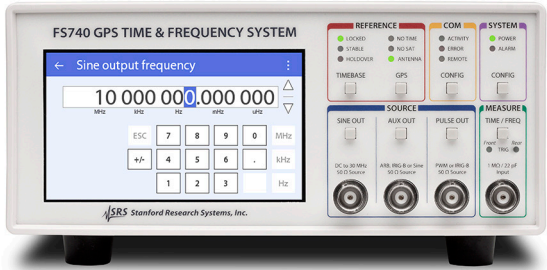 FS740 GPS TIME & FREQUENCY SYSTEM
← Sine output frequency
10 000 000.000 000
MHz kHz Hz mHz uHz
ESC 7 8 9 0 MHz
+/- 4 5 6 . kHz
1 2 3 Hz
SRS Stanford Research Systems, Inc.
REFERENCE
LOCKED NO TIME
STABLE NO SAT
HOLDOVER ANTENNA
TIMEBASE GPS
COM
ACTIVITY
ERROR
REMOTE
CONFIG
SYSTEM
POWER
ALARM
CONFIG
SOURCE
SINE OUT AUX OUT PULSE OUT
DC to 30 MHz ARB, IRIG-B or Sine PWM or IRIG-B
50 Ω Source 50 Ω Source 50 Ω Source
MEASURE
TIME / FREQ
Front Rear
TRIG
1 MΩ / 22 pF
Input